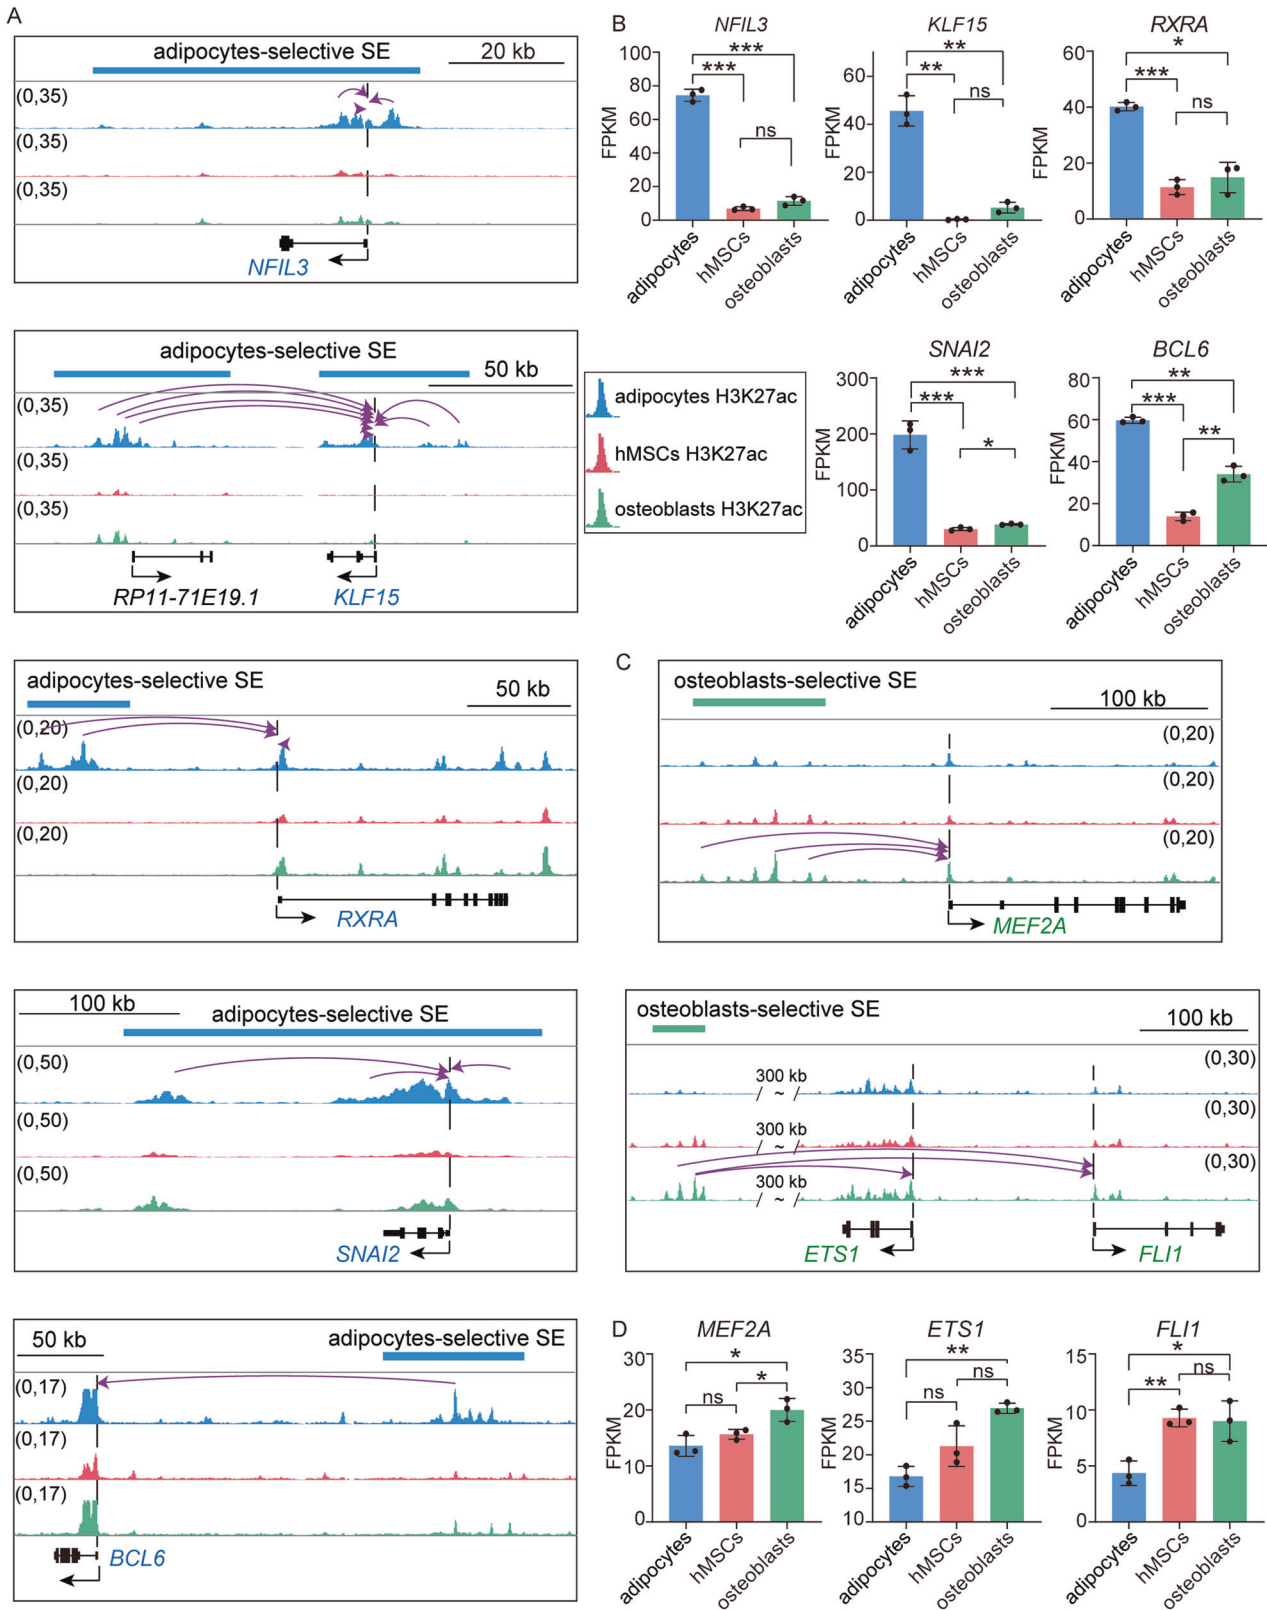 A
adipocytes-selective SE
20 kb
(0,35)
(0,35)
(0,35)
NFIL3
adipocytes-selective SE
50 kb
(0,35)
(0,35)
(0,35)
RP11-71E19.1
KLF15
adipocytes-selective SE
50 kb
(0,20)
(0,20)
(0,20)
RXRA
100 kb
adipocytes-selective SE
(0,50)
(0,50)
(0,50)
SNAI2
50 kb
adipocytes-selective SE
(0,17)
(0,17)
(0,17)
BCL6
B
NFIL3
***
***
ns
FPKM
100
80
60
40
20
0
adipocytes
hMSCs
osteoblasts
KLF15
**
**
ns
FPKM
60
40
20
0
adipocytes
hMSCs
osteoblasts
RXRA
*
***
ns
FPKM
60
40
20
0
adipocytes
hMSCs
osteoblasts
adipocytes H3K27ac
hMSCs H3K27ac
osteoblasts H3K27ac
SNAI2
***
***
*
FPKM
300
200
100
0
adipocytes
hMSCs
osteoblasts
BCL6
**
***
**
FPKM
80
60
40
20
0
adipocytes
hMSCs
osteoblasts
C
osteoblasts-selective SE
100 kb
(0,20)
(0,20)
(0,20)
MEF2A
osteoblasts-selective SE
100 kb
(0,30)
300 kb
/ ~ /
(0,30)
300 kb
/ ~ /
(0,30)
300 kb
/ ~ /
ETS1
FLI1
D
MEF2A
*
ns
*
FPKM
30
20
10
0
adipocytes
hMSCs
osteoblasts
ETS1
**
ns
ns
FPKM
35
30
25
20
15
10
adipocytes
hMSCs
osteoblasts
FLI1
*
**
ns
FPKM
15
10
5
0
adipocytes
hMSCs
osteoblasts